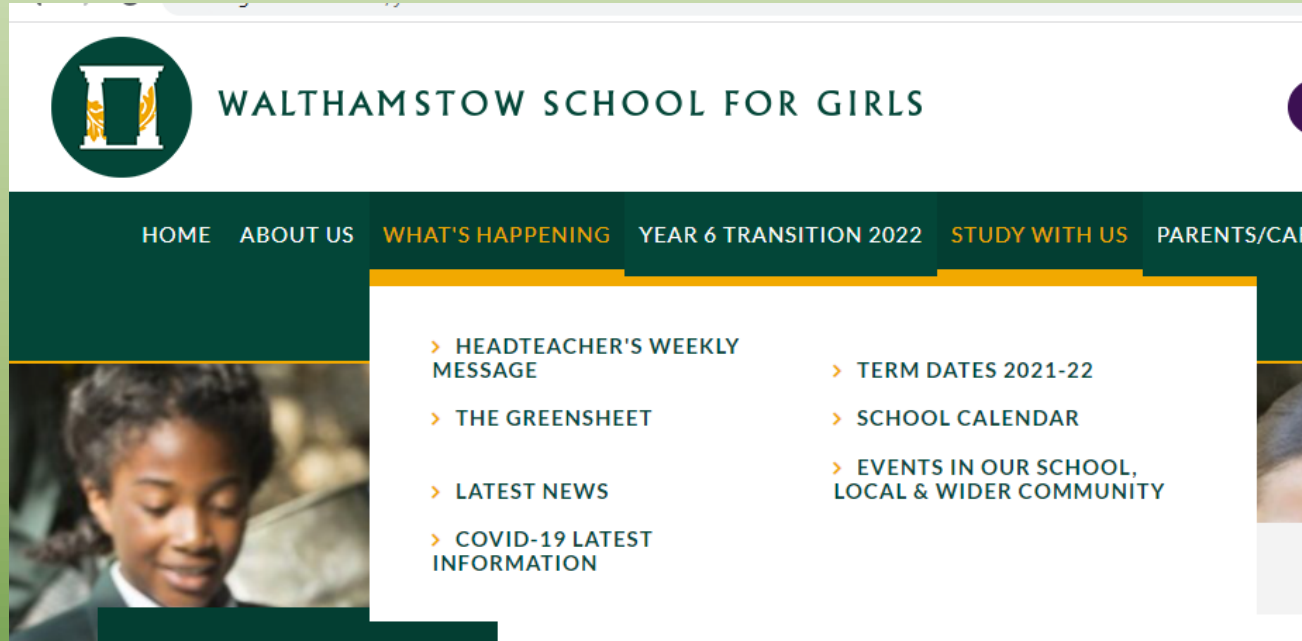 WALTHAMSTOW SCHOOL FOR GIRLS
HOME ABOUT US WHAT'S HAPPENING YEAR 6 TRANSITION 2022 STUDY WITH US
> HEADTEACHER'S WEEKLY
MESSAGE
> THE GREENSHEET
> LATEST NEWS
> COVID-19 LATEST
INFORMATION
> TERM DATES 2021-22
> SCHOOL CALENDAR
> EVENTS IN OUR SCHOOL,
LOCAL & WIDER COMMUNITY